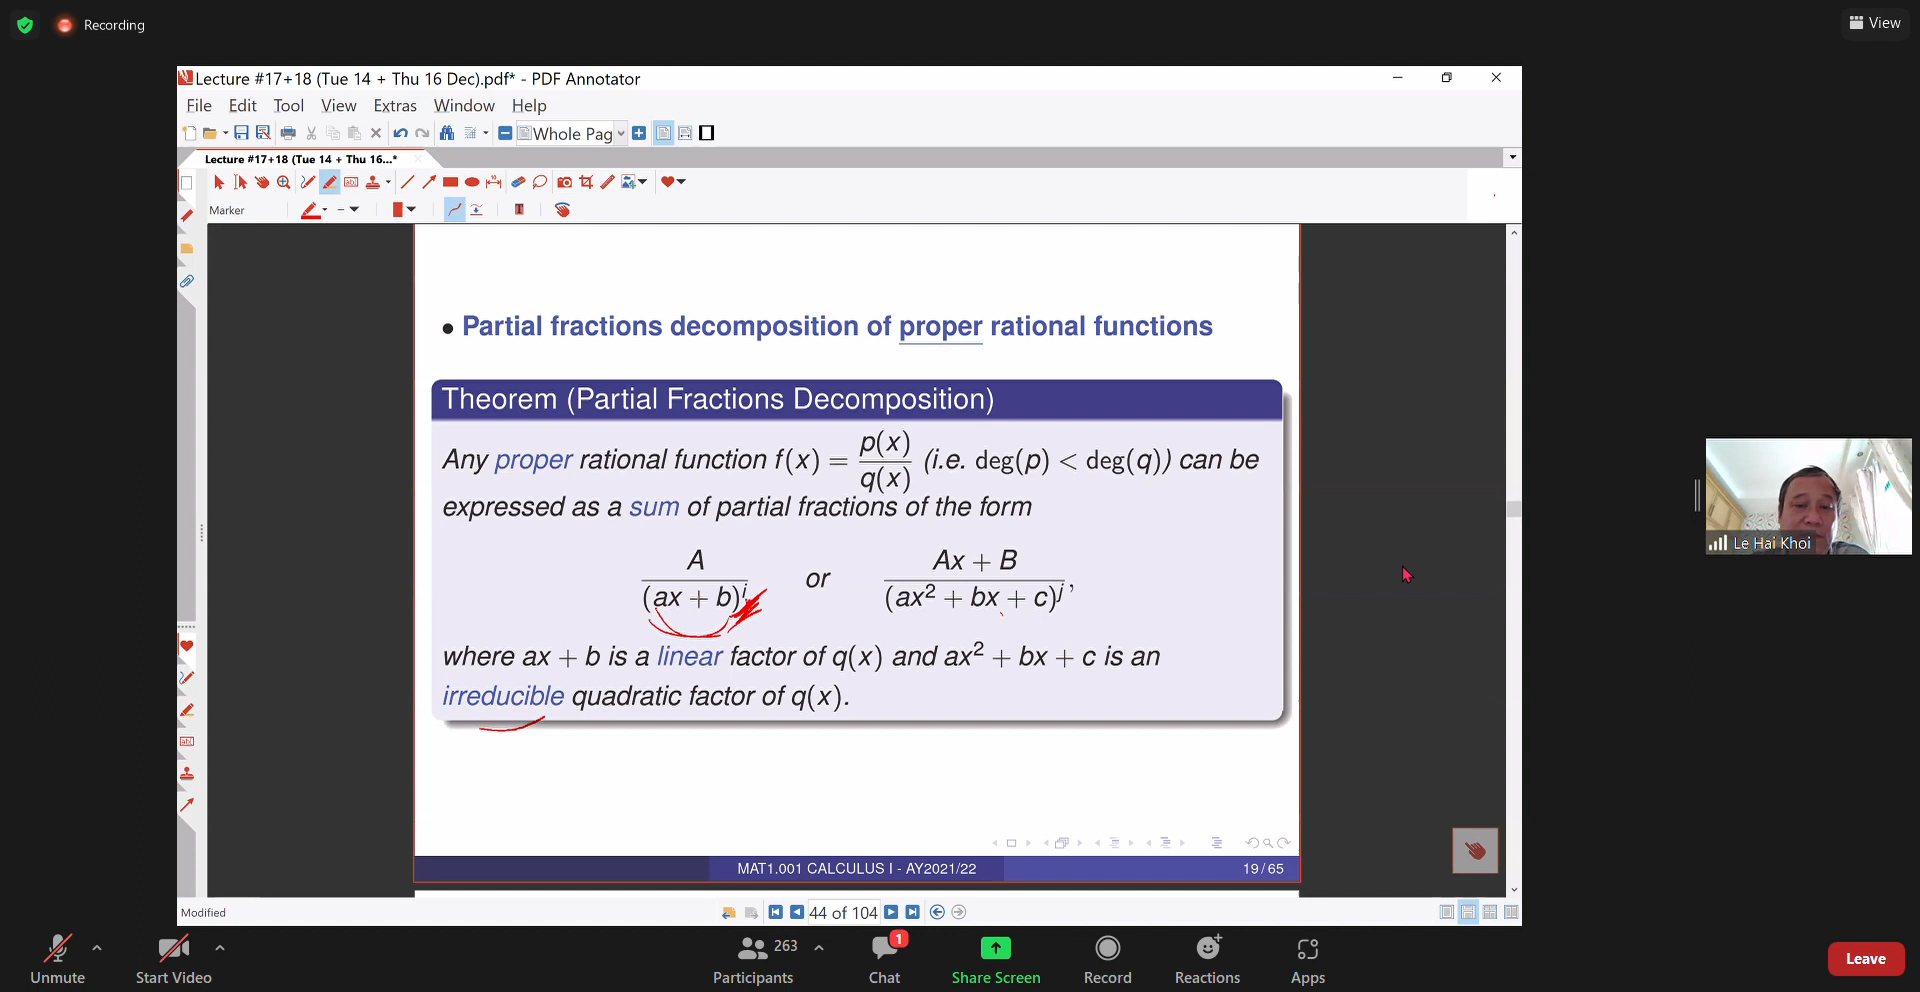 Recording
View
Lecture #17+18 (Tue 14 + Thu 16 Dec).pdf* - PDF Annotator
File Edit Tool View Extras Window Help
Whole Pag
Lecture #17+18 (Tue 14 + Thu 16...*
Marker
• Partial fractions decomposition of proper rational functions
Theorem (Partial Fractions Decomposition)
Any proper rational function f(x) = p(x)/q(x) (i.e. deg(p) < deg(q)) can be
expressed as a sum of partial fractions of the form
A/(ax + b)^i or (Ax + B)/(ax² + bx + c)^j,
where ax + b is a linear factor of q(x) and ax² + bx + c is an
irreducible quadratic factor of q(x).
MAT1.001 CALCULUS I - AY2021/22 19/65
Le Hai Khoi
Modified
44 of 104
Unmute
Start Video
263
Participants
1
Chat
Share Screen
Record
Reactions
Apps
Leave